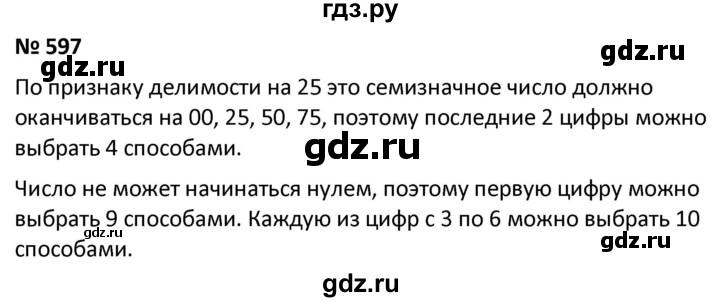 гдз.ру
№ 597
gdz.ru
gdz.ru
По признаку делимости на 25 это семизначное число должно
оканчиваться на 00, 25, 50, 75, поэтому последние 2 цифры можно
выбрать 4 способами.
gdz.ru
Число не может начинаться нулем, поэтому первую цифру можно
выбрать 9 способами. Каждую из цифр с 3 по 6 можно выбрать 10
способами.
gdz.ru
gdz.ru
gdz.ru